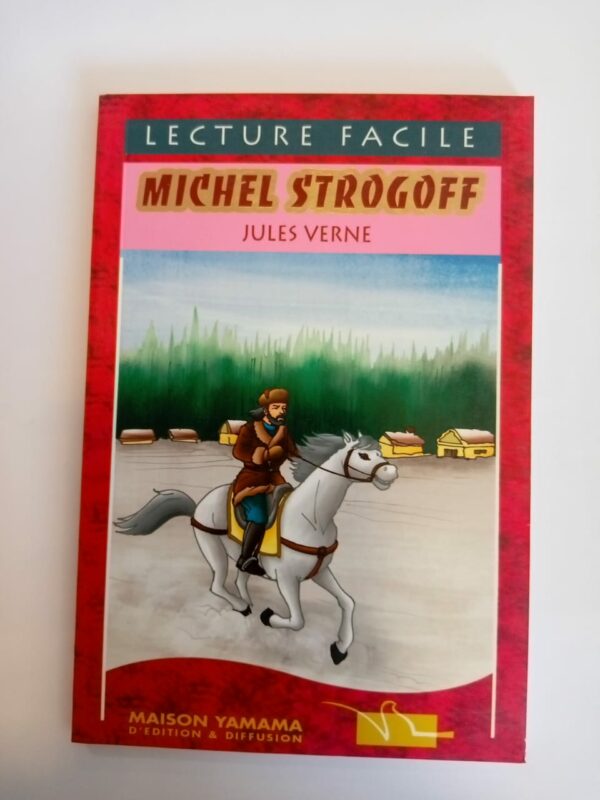 LECTURE FACILE
MICHEL STROGOFF
JULES VERNE
MAISON YAMAMA
D'EDITION & DIFFUSION